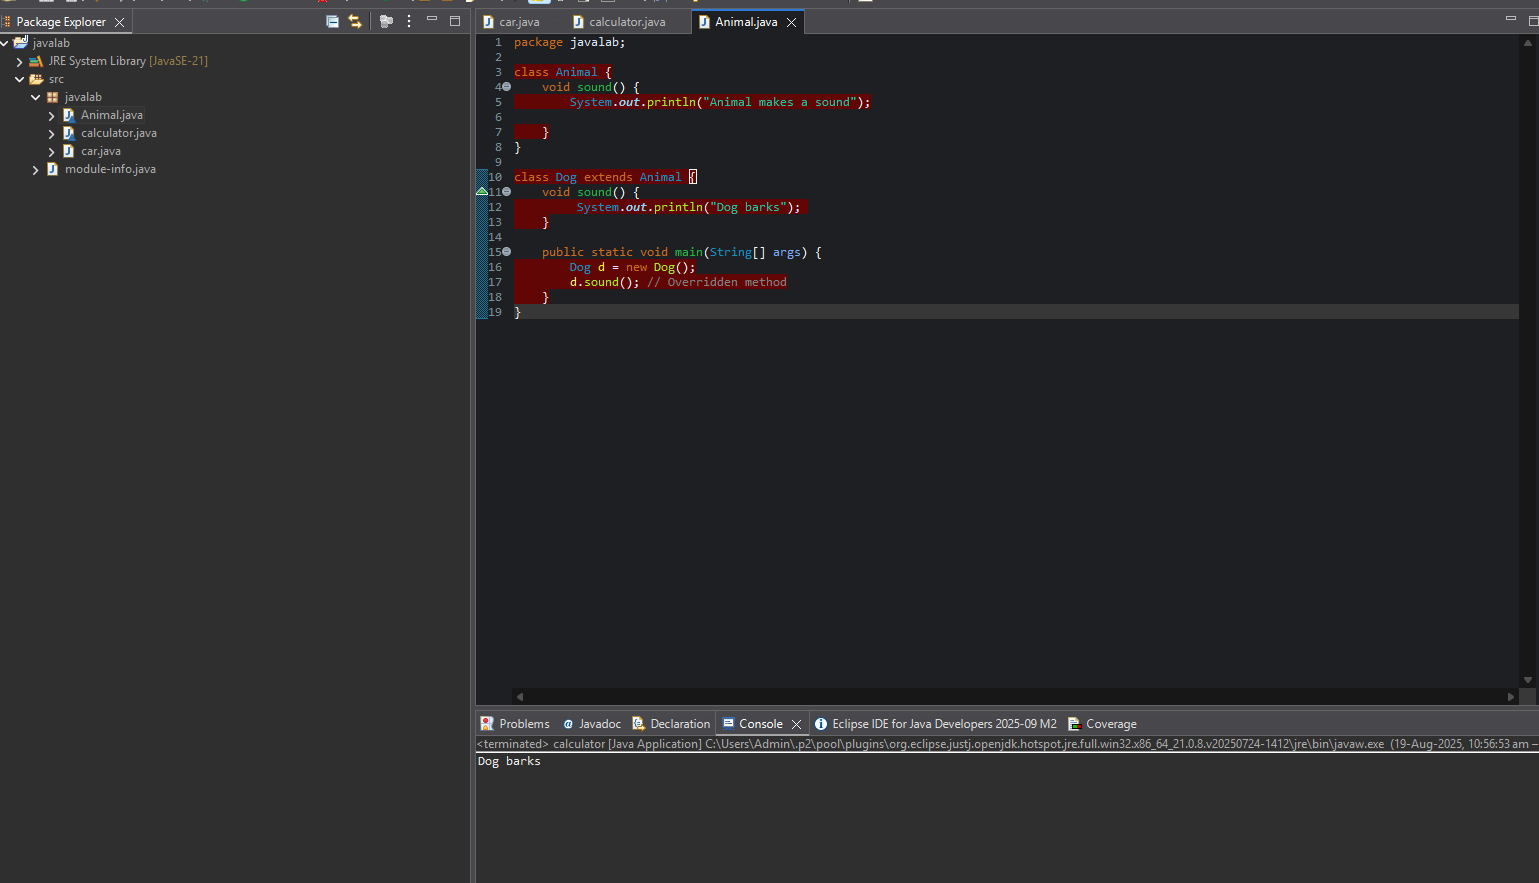 Package Explorer
javalab
JRE System Library [JavaSE-21]
src
javalab
Animal.java
calculator.java
car.java
module-info.java
car.java calculator.java Animal.java
1 package javalab;
2
3 class Animal {
4 void sound() {
5 System.out.println("Animal makes a sound");
6
7 }
8 }
9
10 class Dog extends Animal {
11 void sound() {
12 System.out.println("Dog barks");
13 }
14
15 public static void main(String[] args) {
16 Dog d = new Dog();
17 d.sound(); // Overridden method
18 }
19 }
Problems Javadoc Declaration Console Eclipse IDE for Java Developers 2025-09 M2 Coverage
<terminated> calculator [Java Application] C:\Users\Admin\.p2\pool\plugins\org.eclipse.justj.openjdk.hotspot.jre.full.win32.x86_64_21.0.8.v20250724-1412\jre\bin\javaw.exe (19-Aug-2025, 10:56:53 am –
Dog barks